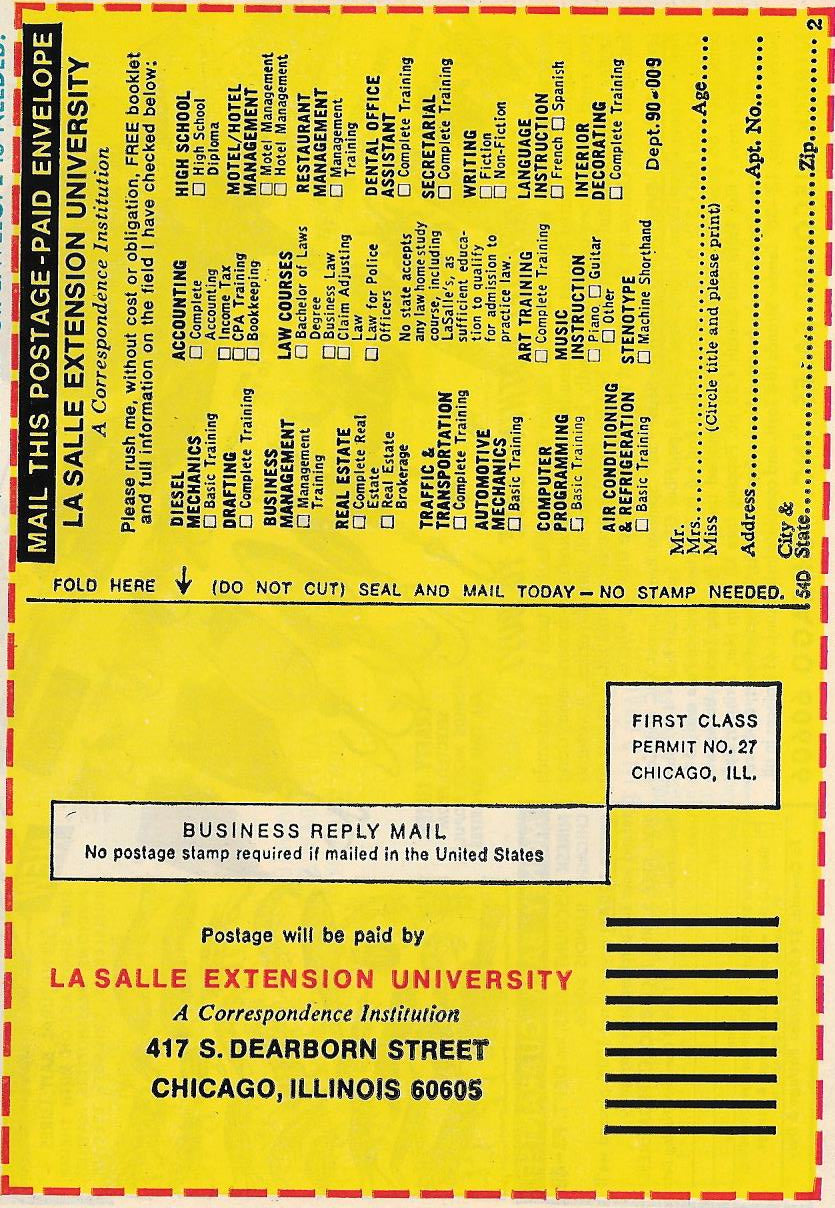 MAIL THIS POSTAGE-PAID ENVELOPE
LA SALLE EXTENSION UNIVERSITY
A Correspondence Institution
Please rush me, without cost or obligation, FREE booklet
and full information on the field I have checked below:
DIESEL
MECHANICS
□ Basic Training
DRAFTING
□ Complete Training
BUSINESS
MANAGEMENT
□ Management
Training
REAL ESTATE
□ Complete Real
Estate
□ Real Estate
Brokerage
TRAFFIC &
TRANSPORTATION
□ Complete Training
AUTOMOTIVE
MECHANICS
□ Basic Training
COMPUTER
PROGRAMMING
□ Basic Training
AIR CONDITIONING
& REFRIGERATION
□ Basic Training
ACCOUNTING
□ Complete
Accounting
□ Income Tax
□ CPA Training
□ Bookkeeping
LAW COURSES
□ Bachelor of Laws
Degree
□ Business Law
□ Claim Adjusting
Law
□ Law for Police
Officers
No state accepts
any law home study
course, including
LaSalle's, as
sufficient educa-
tion to qualify
for admission to
practice law.
ART TRAINING
□ Complete Training
MUSIC
INSTRUCTION
□ Piano □ Guitar
□ Other
STENOTYPE
□ Machine Shorthand
HIGH SCHOOL
□ High School
Diploma
MOTEL/HOTEL
MANAGEMENT
□ Motel Management
□ Hotel Management
RESTAURANT
MANAGEMENT
□ Management
Training
DENTAL OFFICE
ASSISTANT
□ Complete Training
SECRETARIAL
□ Complete Training
WRITING
□ Fiction
□ Non-Fiction
LANGUAGE
INSTRUCTION
□ French □ Spanish
INTERIOR
DECORATING
□ Complete Training
Dept. 90-009
Mr.
Mrs. Age
Miss (Circle title and please print)
Address Apt. No.
City &
State Zip
54D 2
FOLD HERE ↓ (DO NOT CUT) SEAL AND MAIL TODAY — NO STAMP NEEDED.
FIRST CLASS
PERMIT NO. 27
CHICAGO, ILL.
BUSINESS REPLY MAIL
No postage stamp required if mailed in the United States
Postage will be paid by
LA SALLE EXTENSION UNIVERSITY
A Correspondence Institution
417 S. DEARBORN STREET
CHICAGO, ILLINOIS 60605